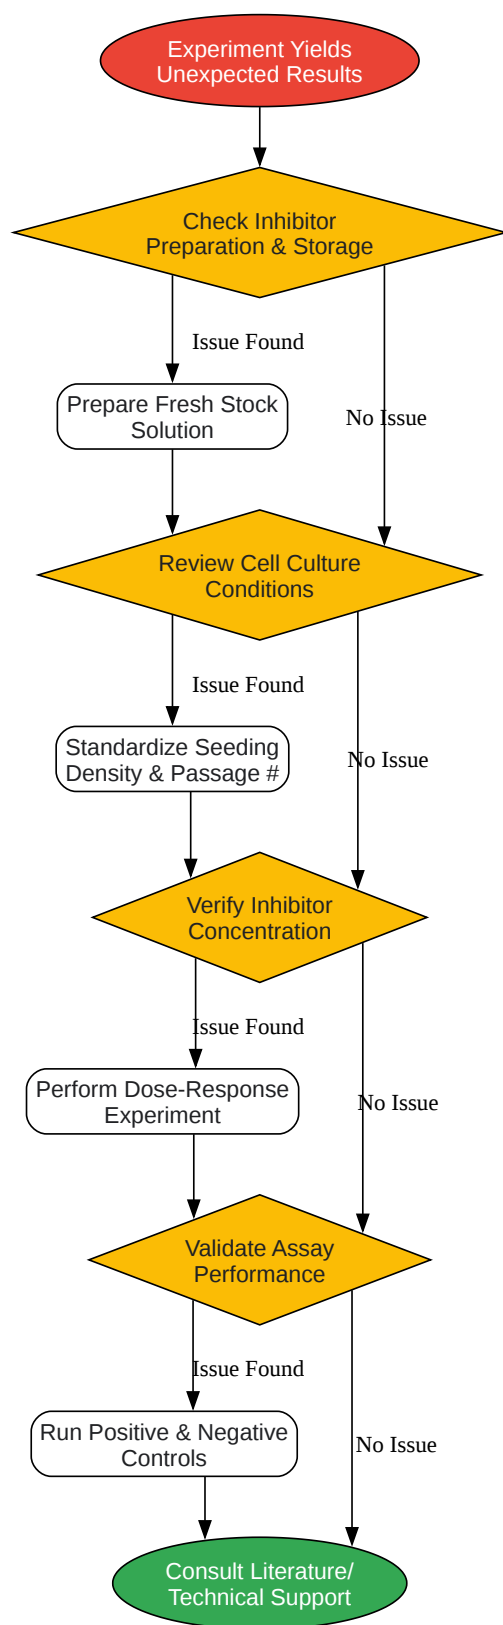 Experiment Yields
Unexpected Results
Check Inhibitor
Preparation & Storage
Issue Found
Prepare Fresh Stock
Solution
No Issue
Review Cell Culture
Conditions
Issue Found
Standardize Seeding
Density & Passage #
No Issue
Verify Inhibitor
Concentration
Issue Found
Perform Dose-Response
Experiment
No Issue
Validate Assay
Performance
Issue Found
Run Positive & Negative
Controls
No Issue
Consult Literature/
Technical Support